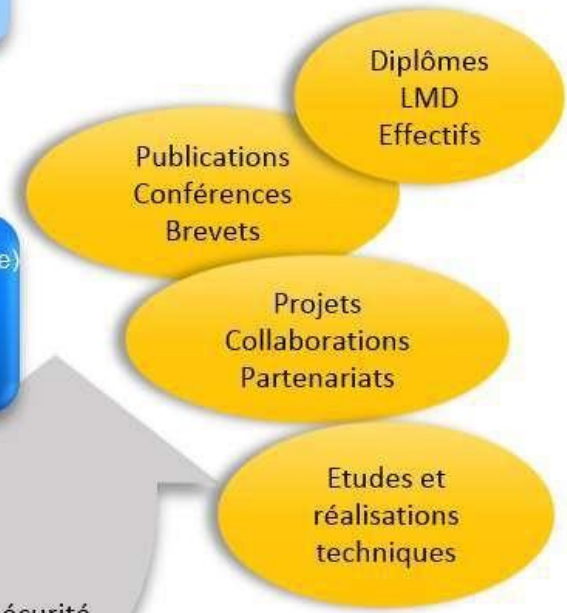 Diplômes
LMD
Effectifs
Publications
Conférences
Brevets
Projets
Collaborations
Partenariats
Etudes et
réalisations
techniques